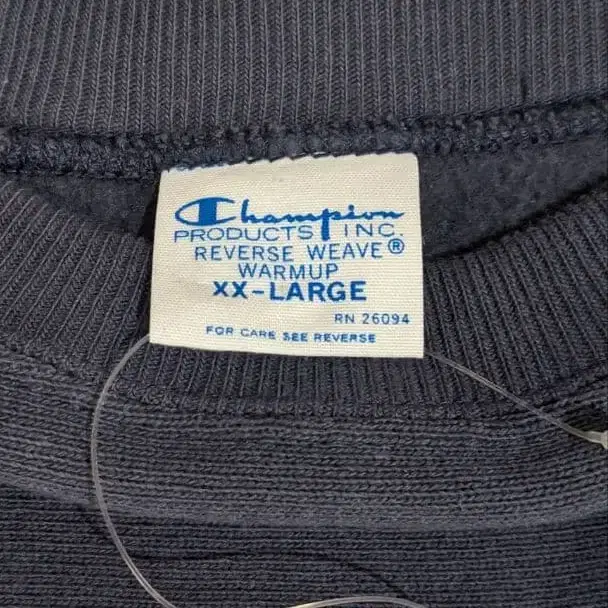 Champion
PRODUCTS INC.
REVERSE WEAVE®
WARMUP
XX-LARGE
RN 26094
FOR CARE SEE REVERSE